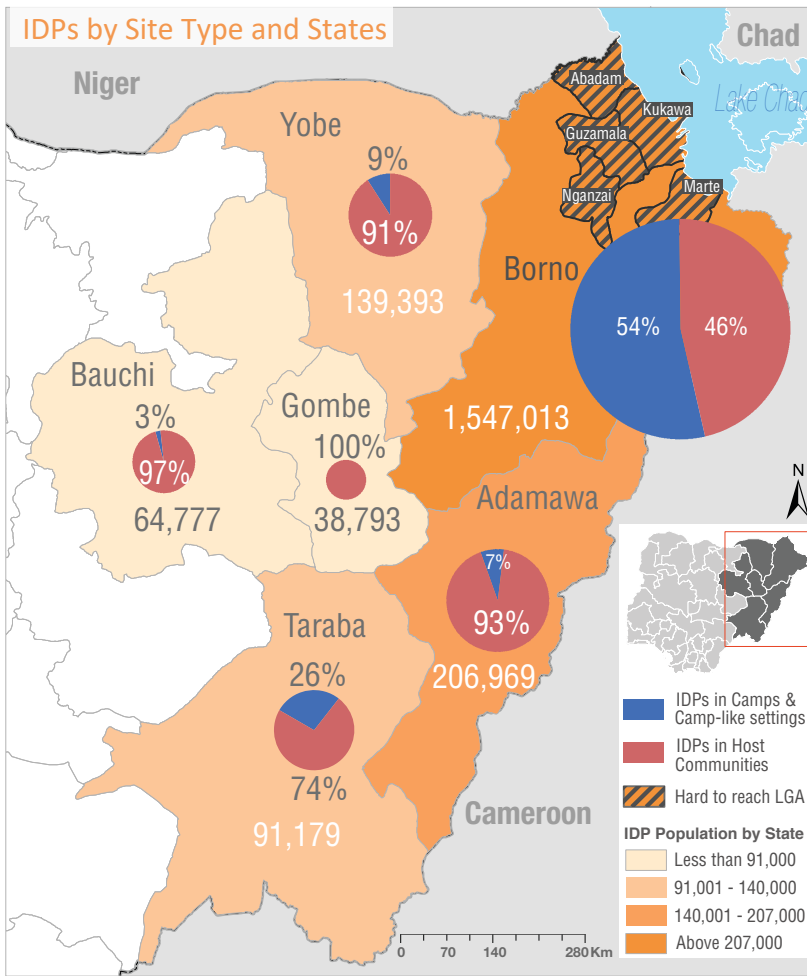 IDPs by Site Type and States
Niger
Chad
Lake Chad
Abadam
Kukawa
Guzamala
Nganzai
Marte
Yobe
9%
91%
139,393
Borno
54%
46%
1,547,013
Bauchi
3%
97%
64,777
Gombe
100%
38,793
Adamawa
7%
93%
206,969
Taraba
26%
74%
91,179
Cameroon
N
IDPs in Camps &
Camp-like settings
IDPs in Host
Communities
Hard to reach LGA
IDP Population by State
Less than 91,000
91,001 - 140,000
140,001 - 207,000
Above 207,000
0 70 140 280 Km